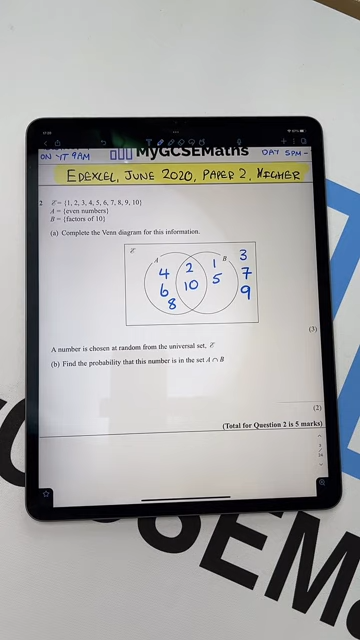 ON YT 9AM
MyGCSEMaths
DAY 5PM-
EDEXCEL, JUNE 2020, PAPER 2, HIGHER
2 ℰ = {1, 2, 3, 4, 5, 6, 7, 8, 9, 10}
A = {even numbers}
B = {factors of 10}
(a) Complete the Venn diagram for this information.
ℰ
A B
4 2 1 3
6 10 5 7
8 9
(3)
A number is chosen at random from the universal set, ℰ
(b) Find the probability that this number is in the set A ∩ B
(2)
(Total for Question 2 is 5 marks)